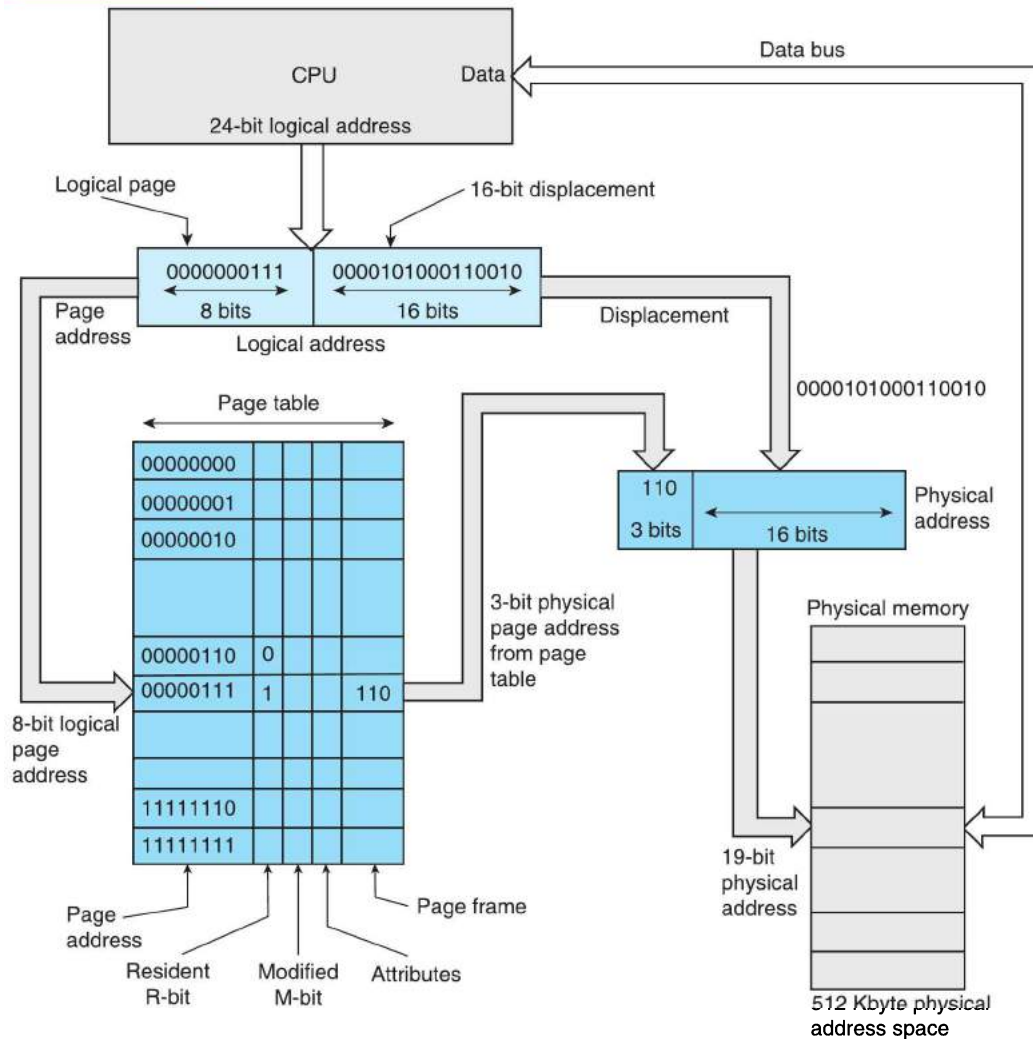 Data bus
CPU
Data
24-bit logical address
Logical page
16-bit displacement
0000000111
0000101000110010
8 bits
16 bits
Page
address
Logical address
Displacement
0000101000110010
Page table
00000000
00000001
00000010
00000110
0
00000111
1
110
11111110
11111111
8-bit logical
page
address
3-bit physical
page address
from page
table
110
3 bits
16 bits
Physical
address
Physical memory
19-bit
physical
address
Page
address
Resident
R-bit
Modified
M-bit
Attributes
Page frame
512 Kbyte physical
address space